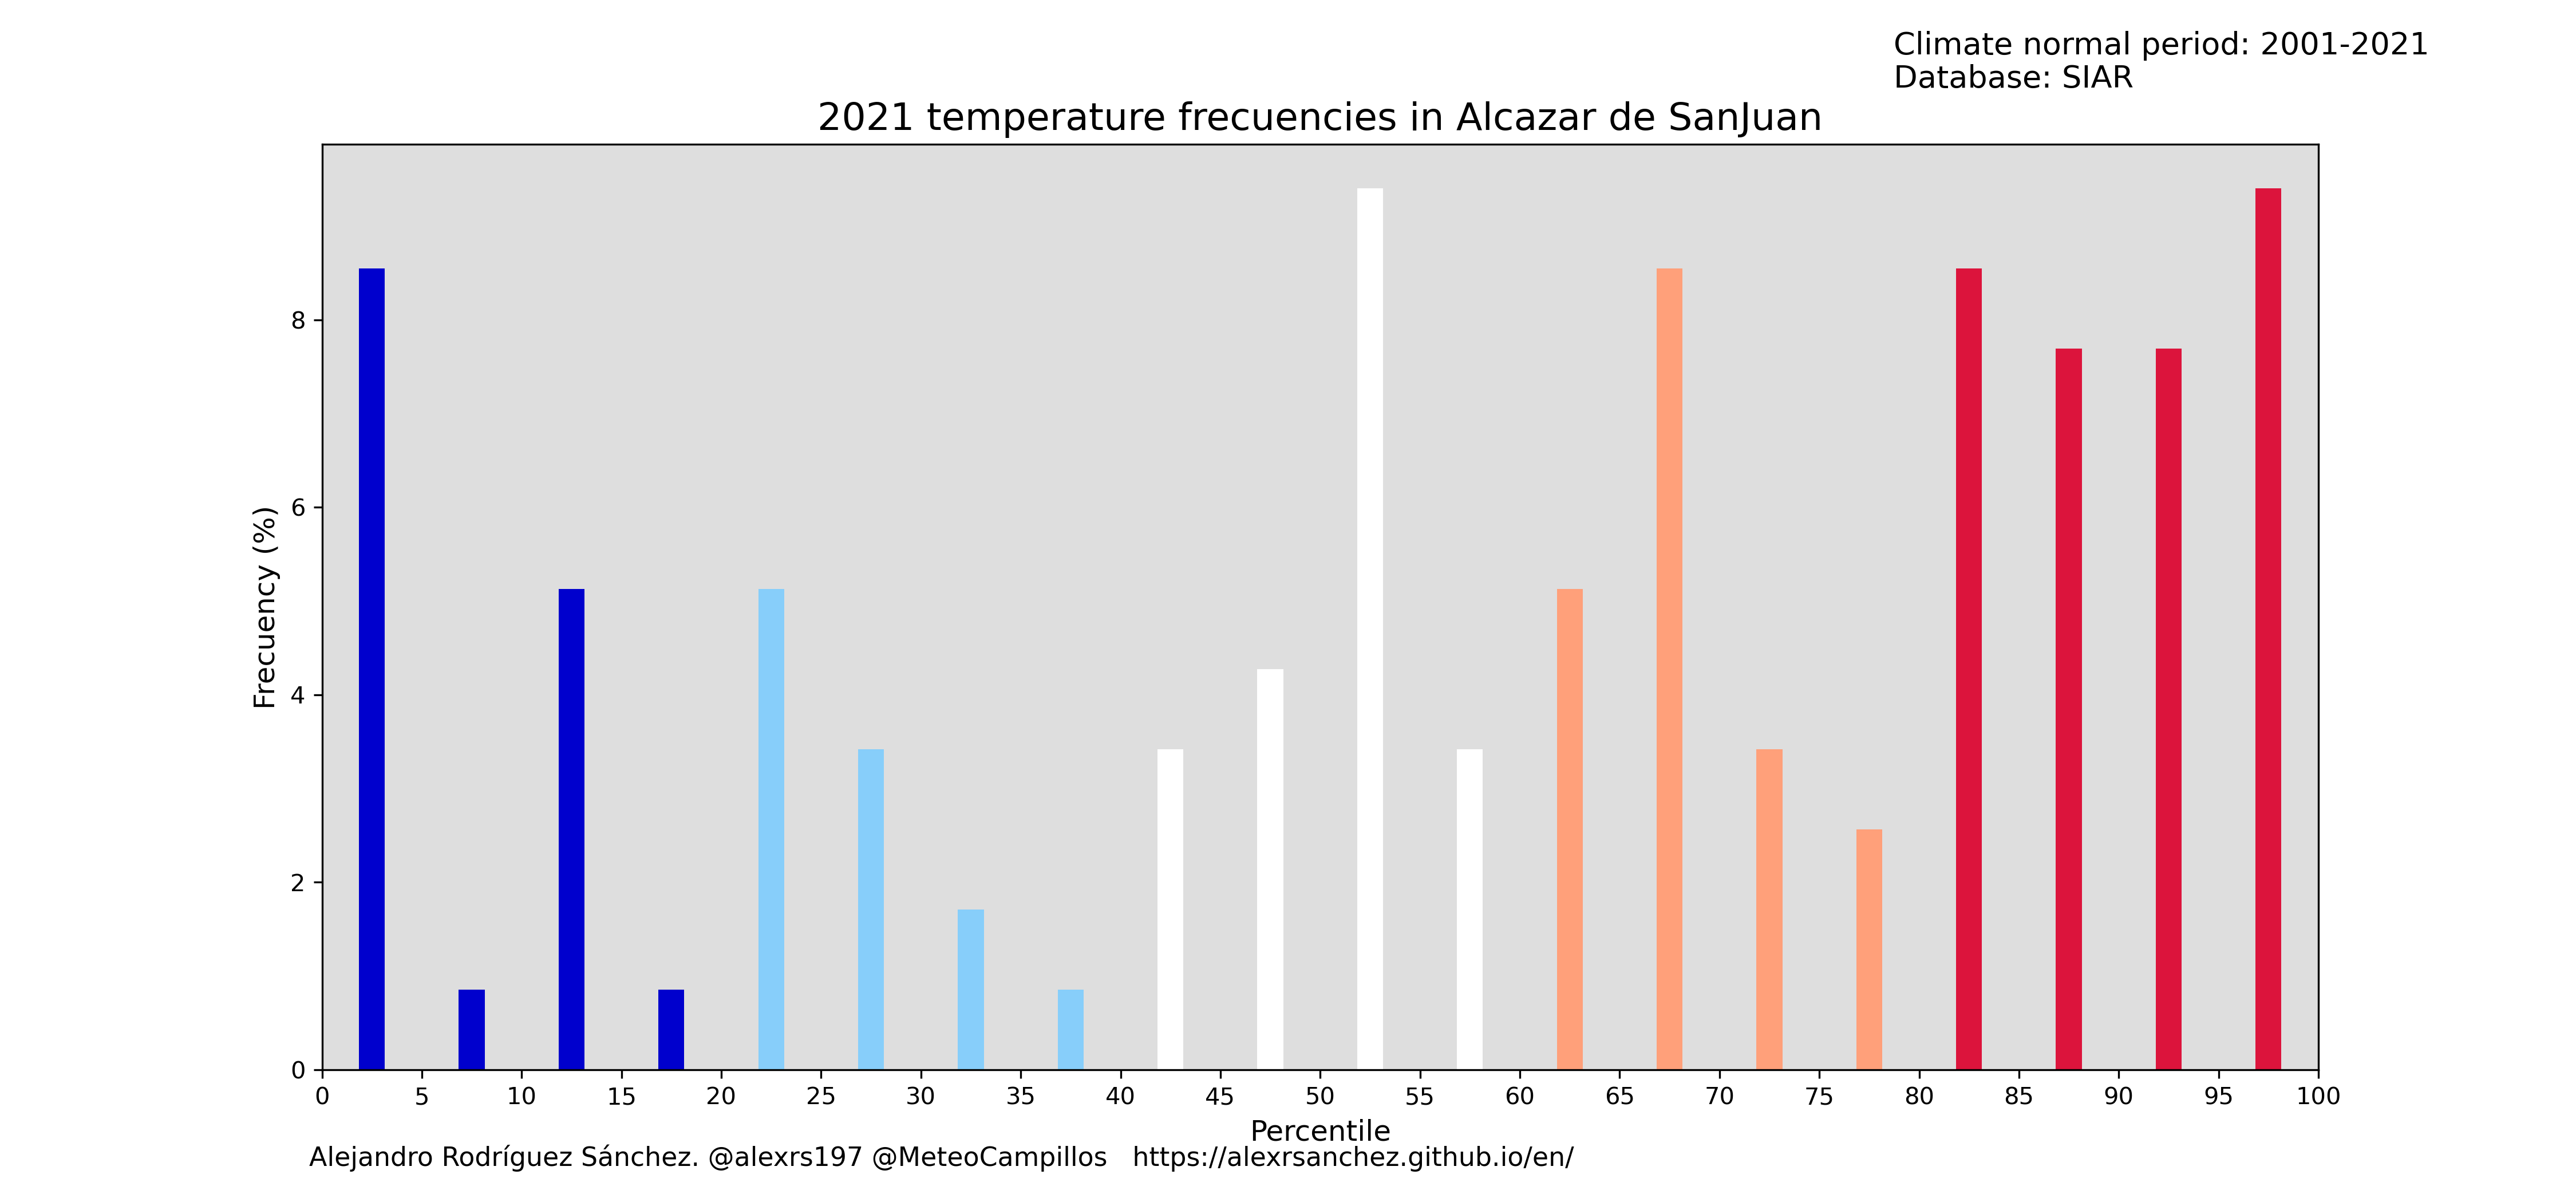 Climate normal period: 2001-2021
Database: SIAR
2021 temperature frecuencies in Alcazar de SanJuan
Frecuency (%)
8
6
4
2
0
0 5 10 15 20 25 30 35 40 45 50 55 60 65 70 75 80 85 90 95 100
Percentile
Alejandro Rodríguez Sánchez. @alexrs197 @MeteoCampillos https://alexrsanchez.github.io/en/